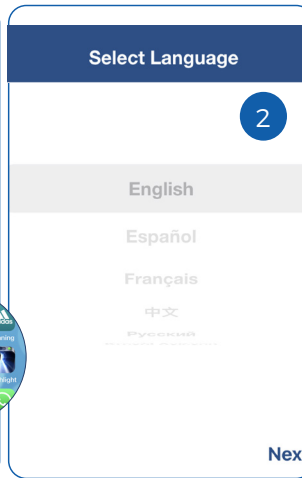 Select Language
2
English
Español
Français
中文
Русский
Nex